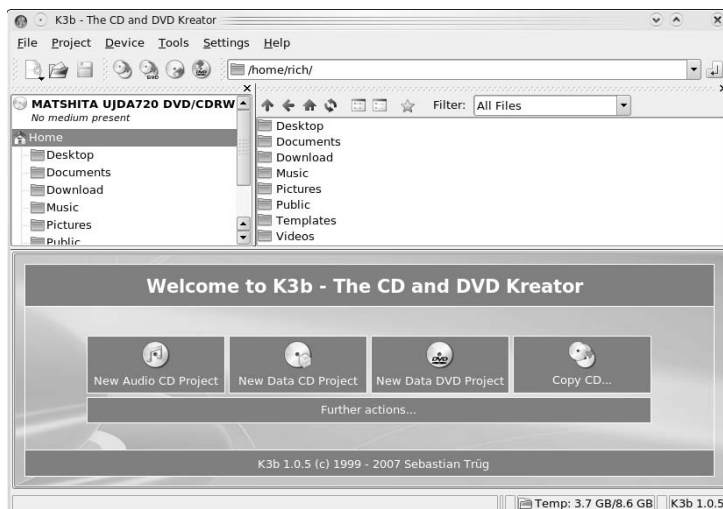 K3b - The CD and DVD Kreator
File Project Device Tools Settings Help
/home/rich/
MATSHITA UJDA720 DVD/CDRW
No medium present
Home
Desktop
Documents
Download
Music
Pictures
Public
Filter: All Files
Desktop
Documents
Download
Music
Pictures
Public
Templates
Videos
Welcome to K3b - The CD and DVD Kreator
New Audio CD Project
New Data CD Project
DVD
New Data DVD Project
Copy CD...
Further actions...
K3b 1.0.5 (c) 1999 - 2007 Sebastian Trüg
Temp: 3.7 GB/8.6 GB K3b 1.0.5